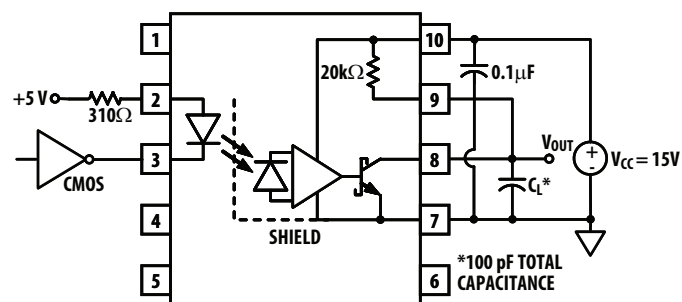 1
10
20kΩ
0.1μF
+5 V
310Ω
2
9
3
8
VOUT
+
-
VCC = 15V
CMOS
CL*
4
7
SHIELD
5
6
*100 pF TOTAL
CAPACITANCE